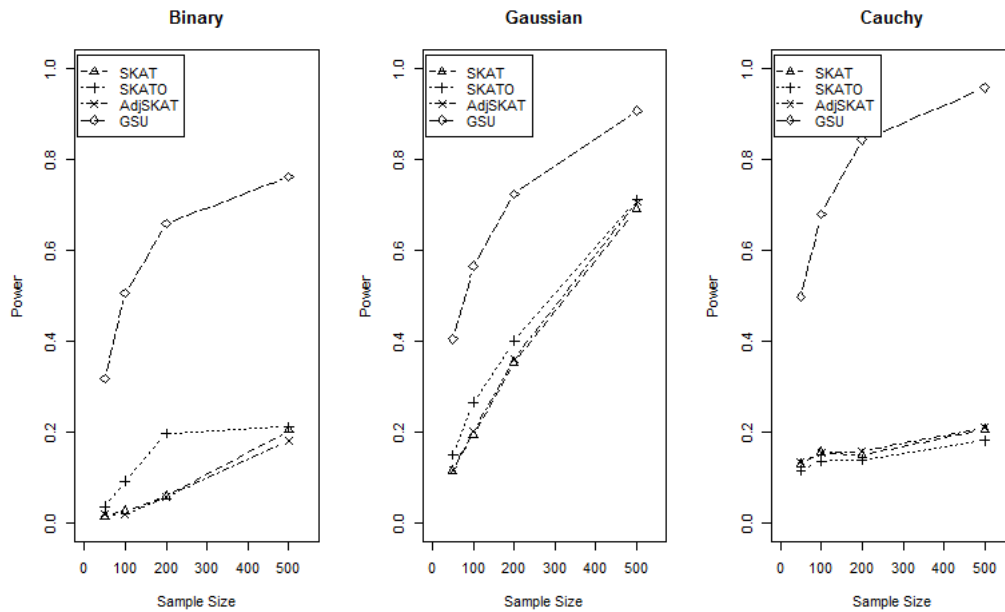 Binary
SKAT
SKATO
AdjSKAT
GSU
Power
0.0 0.2 0.4 0.6 0.8 1.0
0 100 200 300 400 500
Sample Size
Gaussian
SKAT
SKATO
AdjSKAT
GSU
Power
0.0 0.2 0.4 0.6 0.8 1.0
0 100 200 300 400 500
Sample Size
Cauchy
SKAT
SKATO
AdjSKAT
GSU
Power
0.0 0.2 0.4 0.6 0.8 1.0
0 100 200 300 400 500
Sample Size